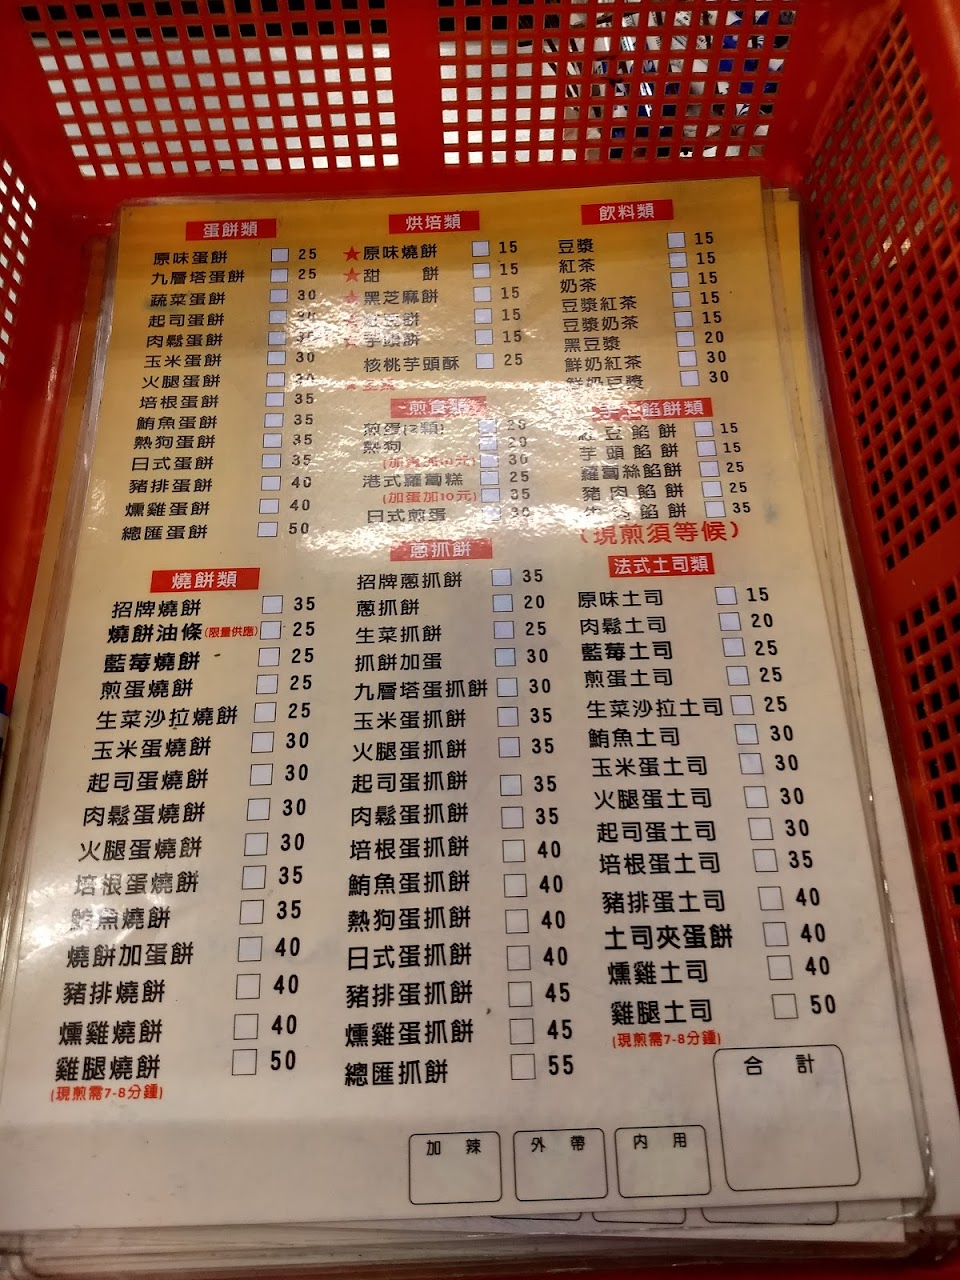 蛋餅類
原味蛋餅 25
九層塔蛋餅 25
蔬菜蛋餅 30
起司蛋餅
肉鬆蛋餅
玉米蛋餅 30
火腿蛋餅
培根蛋餅 35
鮪魚蛋餅 35
熱狗蛋餅 35
日式蛋餅 35
豬排蛋餅 40
燻雞蛋餅 40
總匯蛋餅 50
烘培類
★原味燒餅 15
★甜 餅 15
★黑芝麻餅 15
15
15
核桃芋頭酥 25
飲料類
豆漿 15
紅茶 15
奶茶 15
豆漿紅茶 15
豆漿奶茶 15
黑豆漿 20
鮮奶紅茶 30
鮮奶豆漿 30
煎食類
熱狗 20
30
港式蘿蔔糕 25
(加蛋加10元) 35
日式煎蛋 30
餡餅類
紅豆餡餅 15
芋頭餡餅 15
蘿蔔絲餡餅 25
豬肉餡餅 25
牛肉餡餅 35
(現煎須等候)
燒餅類
招牌燒餅 35
燒餅油條(限量供應) 25
藍莓燒餅 25
煎蛋燒餅 25
生菜沙拉燒餅 25
玉米蛋燒餅 30
起司蛋燒餅 30
肉鬆蛋燒餅 30
火腿蛋燒餅 30
培根蛋燒餅 35
鮪魚燒餅 35
燒餅加蛋餅 40
豬排燒餅 40
燻雞燒餅 40
雞腿燒餅 50
(現煎需7-8分鍾)
蔥抓餅
招牌蔥抓餅 35
蔥抓餅 20
生菜抓餅 25
抓餅加蛋 30
九層塔蛋抓餅 30
玉米蛋抓餅 35
火腿蛋抓餅 35
起司蛋抓餅 35
肉鬆蛋抓餅 35
培根蛋抓餅 40
鮪魚蛋抓餅 40
熱狗蛋抓餅 40
日式蛋抓餅 40
豬排蛋抓餅 45
燻雞蛋抓餅 45
總匯抓餅 55
法式土司類
原味土司 15
肉鬆土司 20
藍莓土司 25
煎蛋土司 25
生菜沙拉土司 25
鮪魚土司 30
玉米蛋土司 30
火腿蛋土司 30
起司蛋土司 30
培根蛋土司 35
豬排蛋土司 40
土司夾蛋餅 40
燻雞土司 40
雞腿土司 50
(現煎需7-8分鍾)
加 辣
外 帶
內 用
合 計